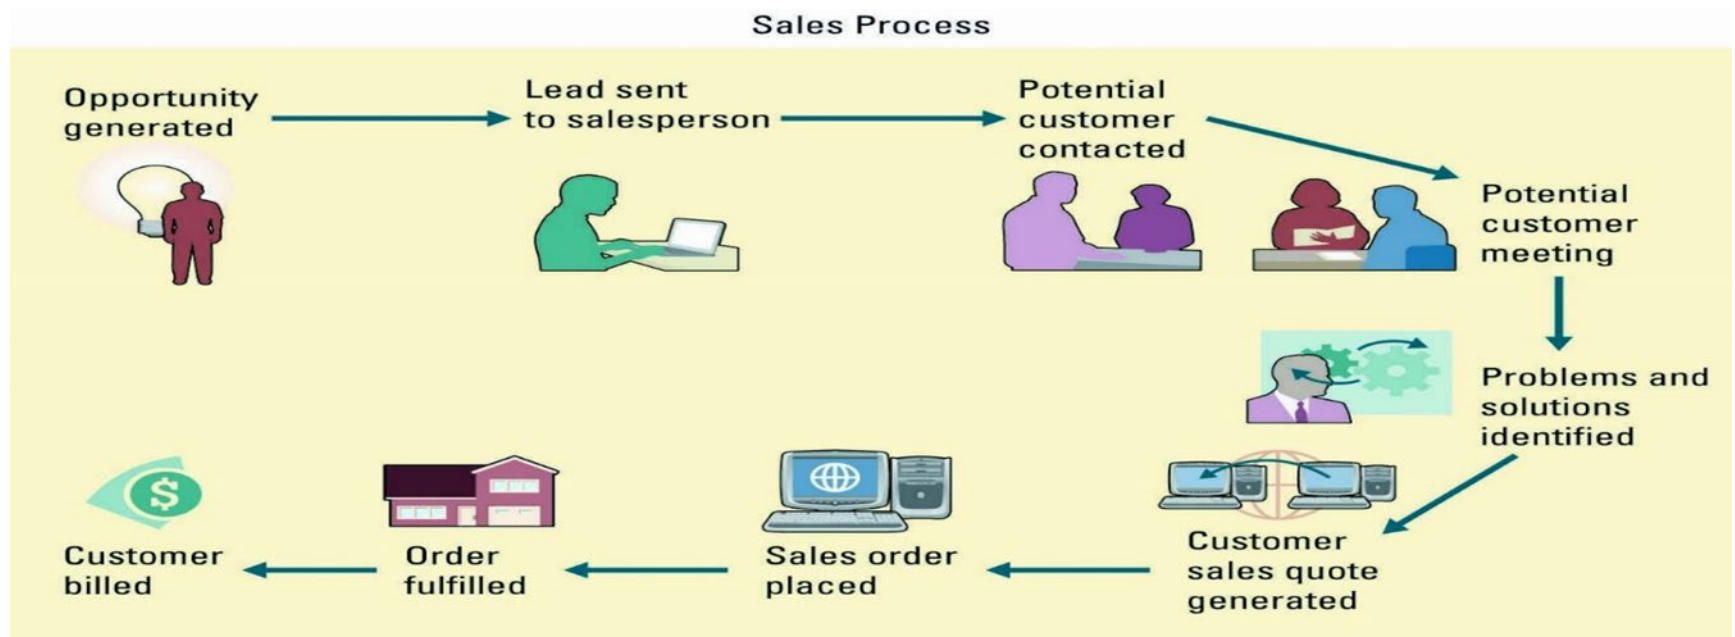 Sales Process
Opportunity
generated
Lead sent
to salesperson
Potential
customer
contacted
Potential
customer
meeting
Problems and
solutions
identified
Customer
sales quote
generated
Sales order
placed
Order
fulfilled
Customer
billed
$